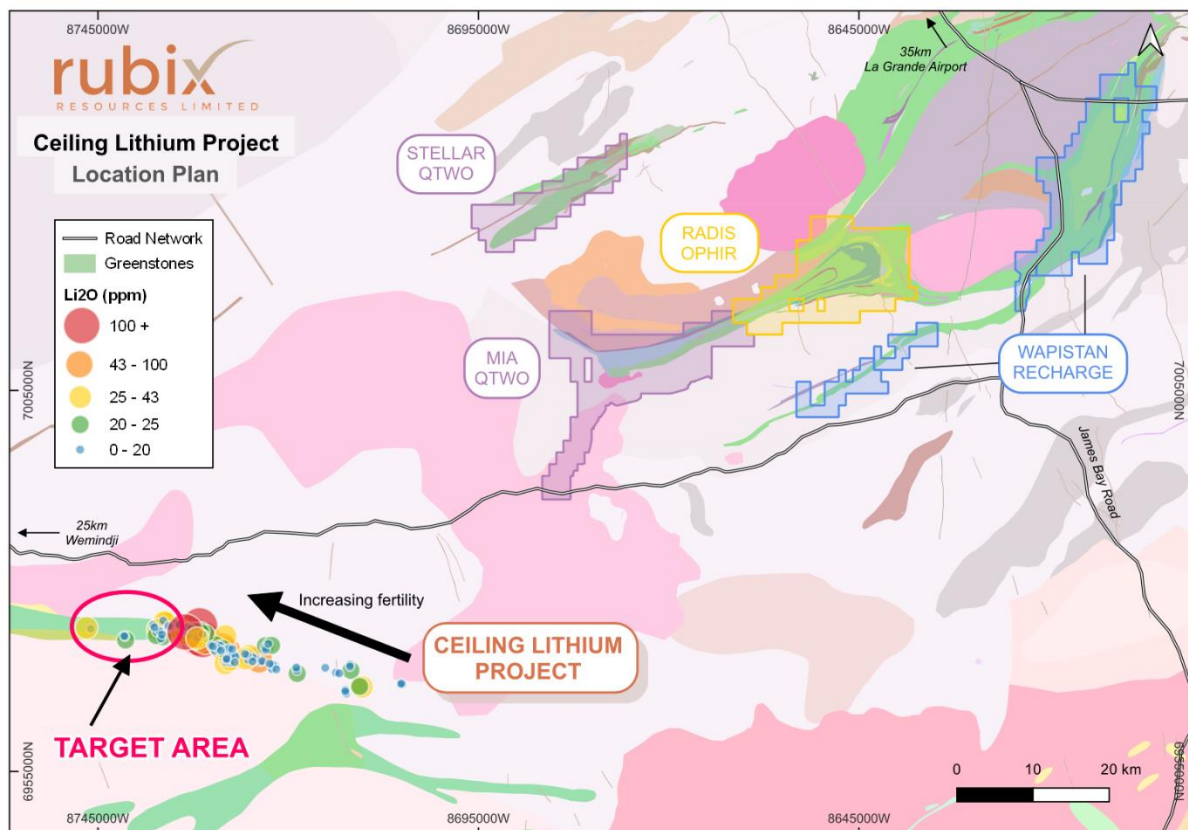 8745000W
8695000W
8645000W
rubix
RESOURCES LIMITED
Ceiling Lithium Project
Location Plan
Road Network
Greenstones
Li2O (ppm)
100 +
43 - 100
25 - 43
20 - 25
0 - 20
35km
La Grande Airport
STELLAR
QTWO
RADIS
OPHIR
MIA
QTWO
WAPISTAN
RECHARGE
7005000N
7005000N
James Bay Road
25km
Wemindji
Increasing fertility
CEILING LITHIUM
PROJECT
TARGET AREA
6955000N
6955000N
0 10 20 km
8745000W
8695000W
8645000W